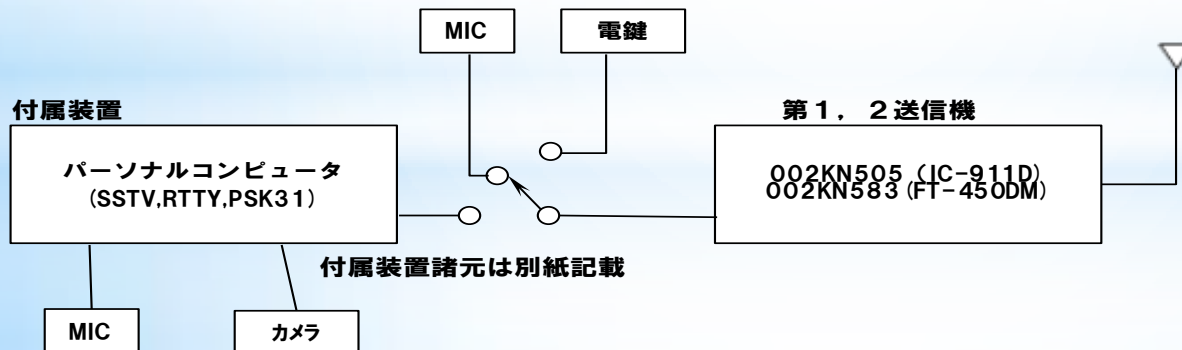 MIC
電鍵
付属装置
第1，2送信機
パーソナルコンピュータ
(SSTV,RTTY,PSK31)
002KN505 (IC-911D)
002KN583 (FT-450DM)
付属装置諸元は別紙記載
MIC
カメラ